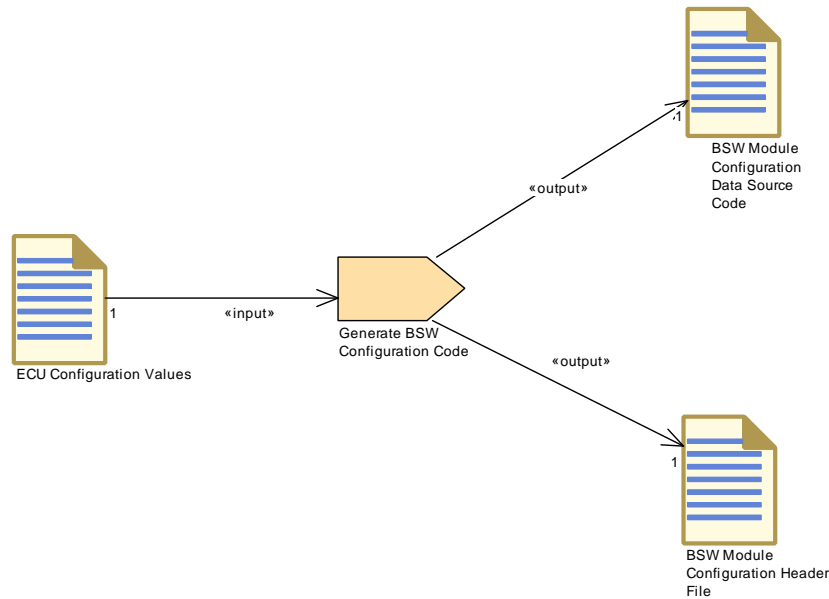 1
BSW Module
Configuration
Data Source
Code
«output»
1
«input»
Generate BSW
Configuration Code
ECU Configuration Values
«output»
1
BSW Module
Configuration Header
File